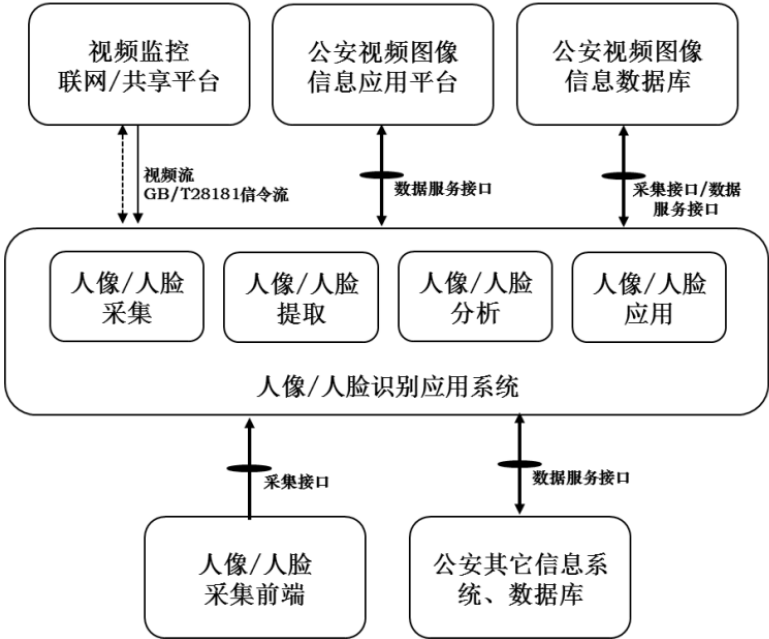 视频监控
联网/共享平台
公安视频图像
信息应用平台
公安视频图像
信息数据库
视频流
GB/T28181信令流
数据服务接口
采集接口/数据
服务接口
人像/人脸
采集
人像/人脸
提取
人像/人脸
分析
人像/人脸
应用
人像/人脸识别应用系统
采集接口
数据服务接口
人像/人脸
采集前端
公安其它信息系
统、数据库